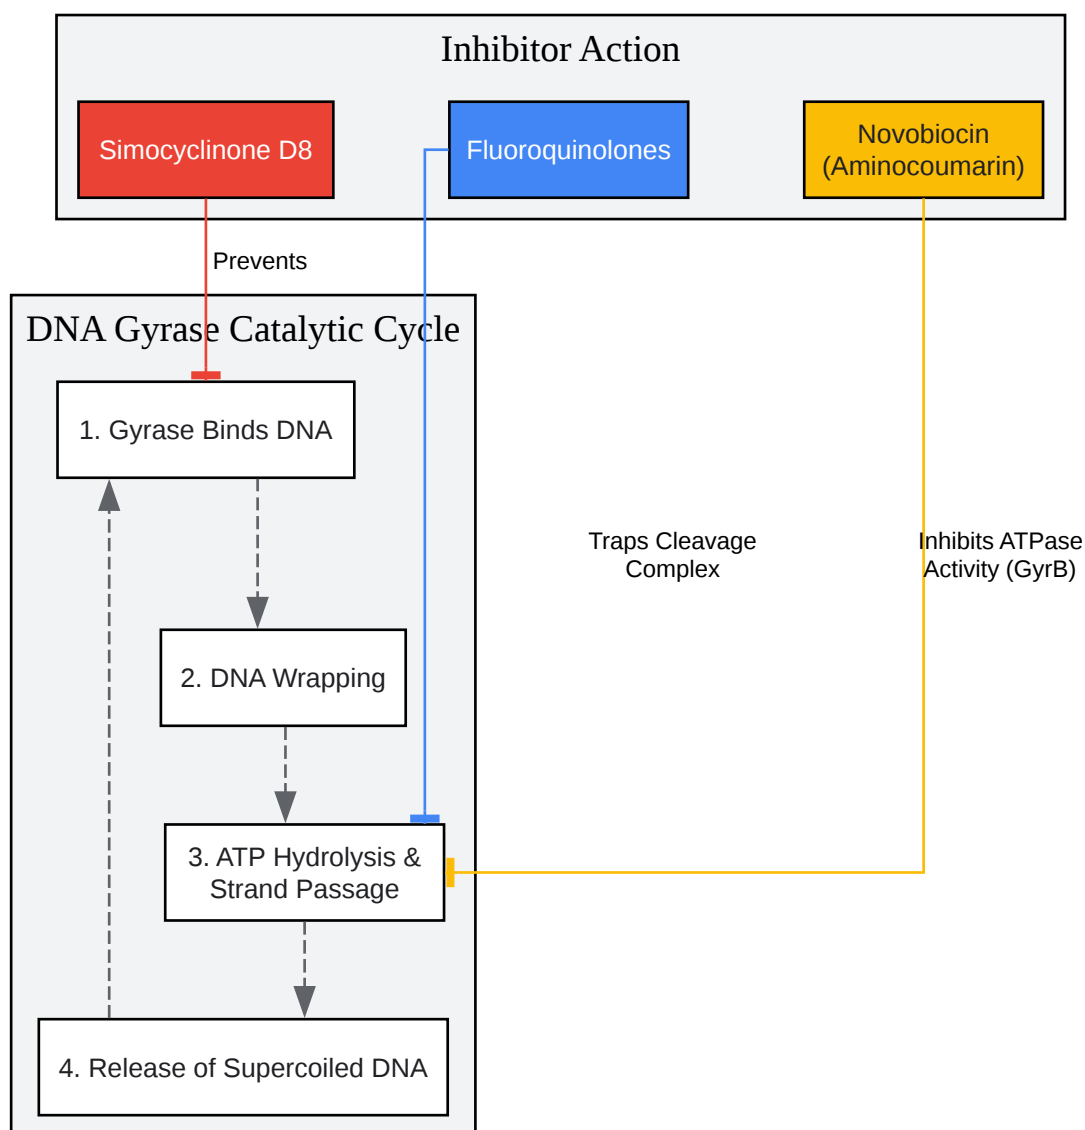 Inhibitor Action
Simocyclinone D8
Fluoroquinolones
Novobiocin
(Aminocoumarin)
Prevents
DNA Gyrase Catalytic Cycle
1. Gyrase Binds DNA
Traps Cleavage
Complex
Inhibits ATPase
Activity (GyrB)
2. DNA Wrapping
3. ATP Hydrolysis &
Strand Passage
4. Release of Supercoiled DNA